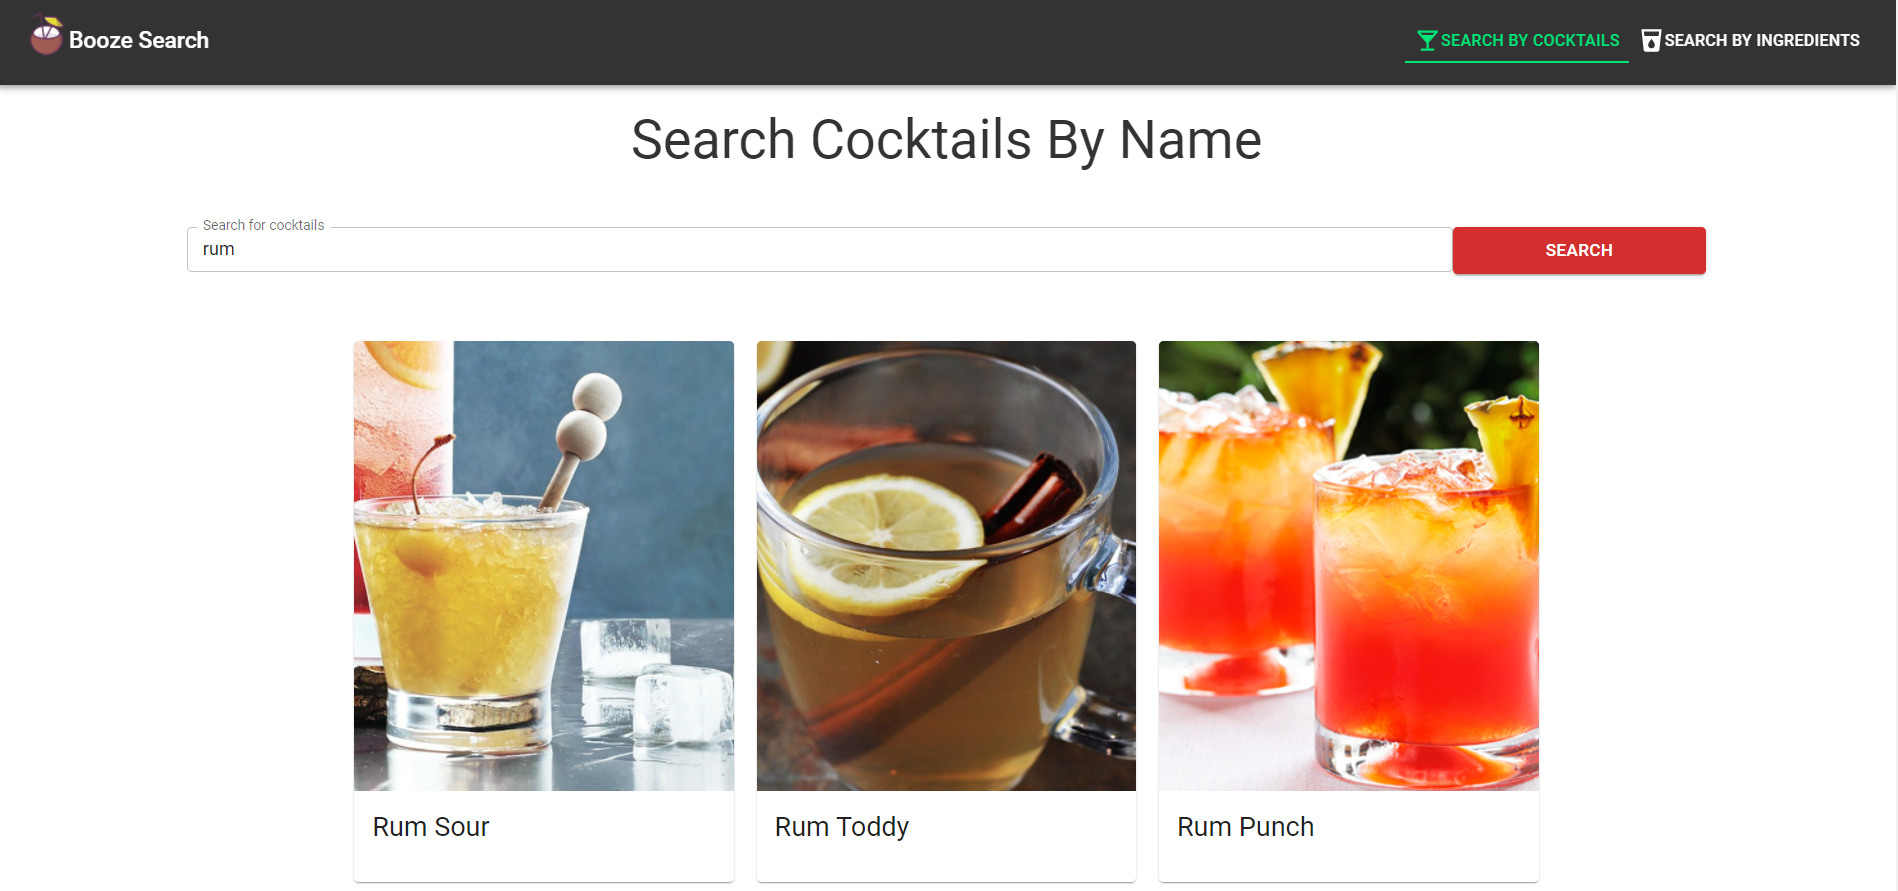 Booze Search
SEARCH BY COCKTAILS
SEARCH BY INGREDIENTS
Search Cocktails By Name
Search for cocktails
rum
SEARCH
Rum Sour
Rum Toddy
Rum Punch